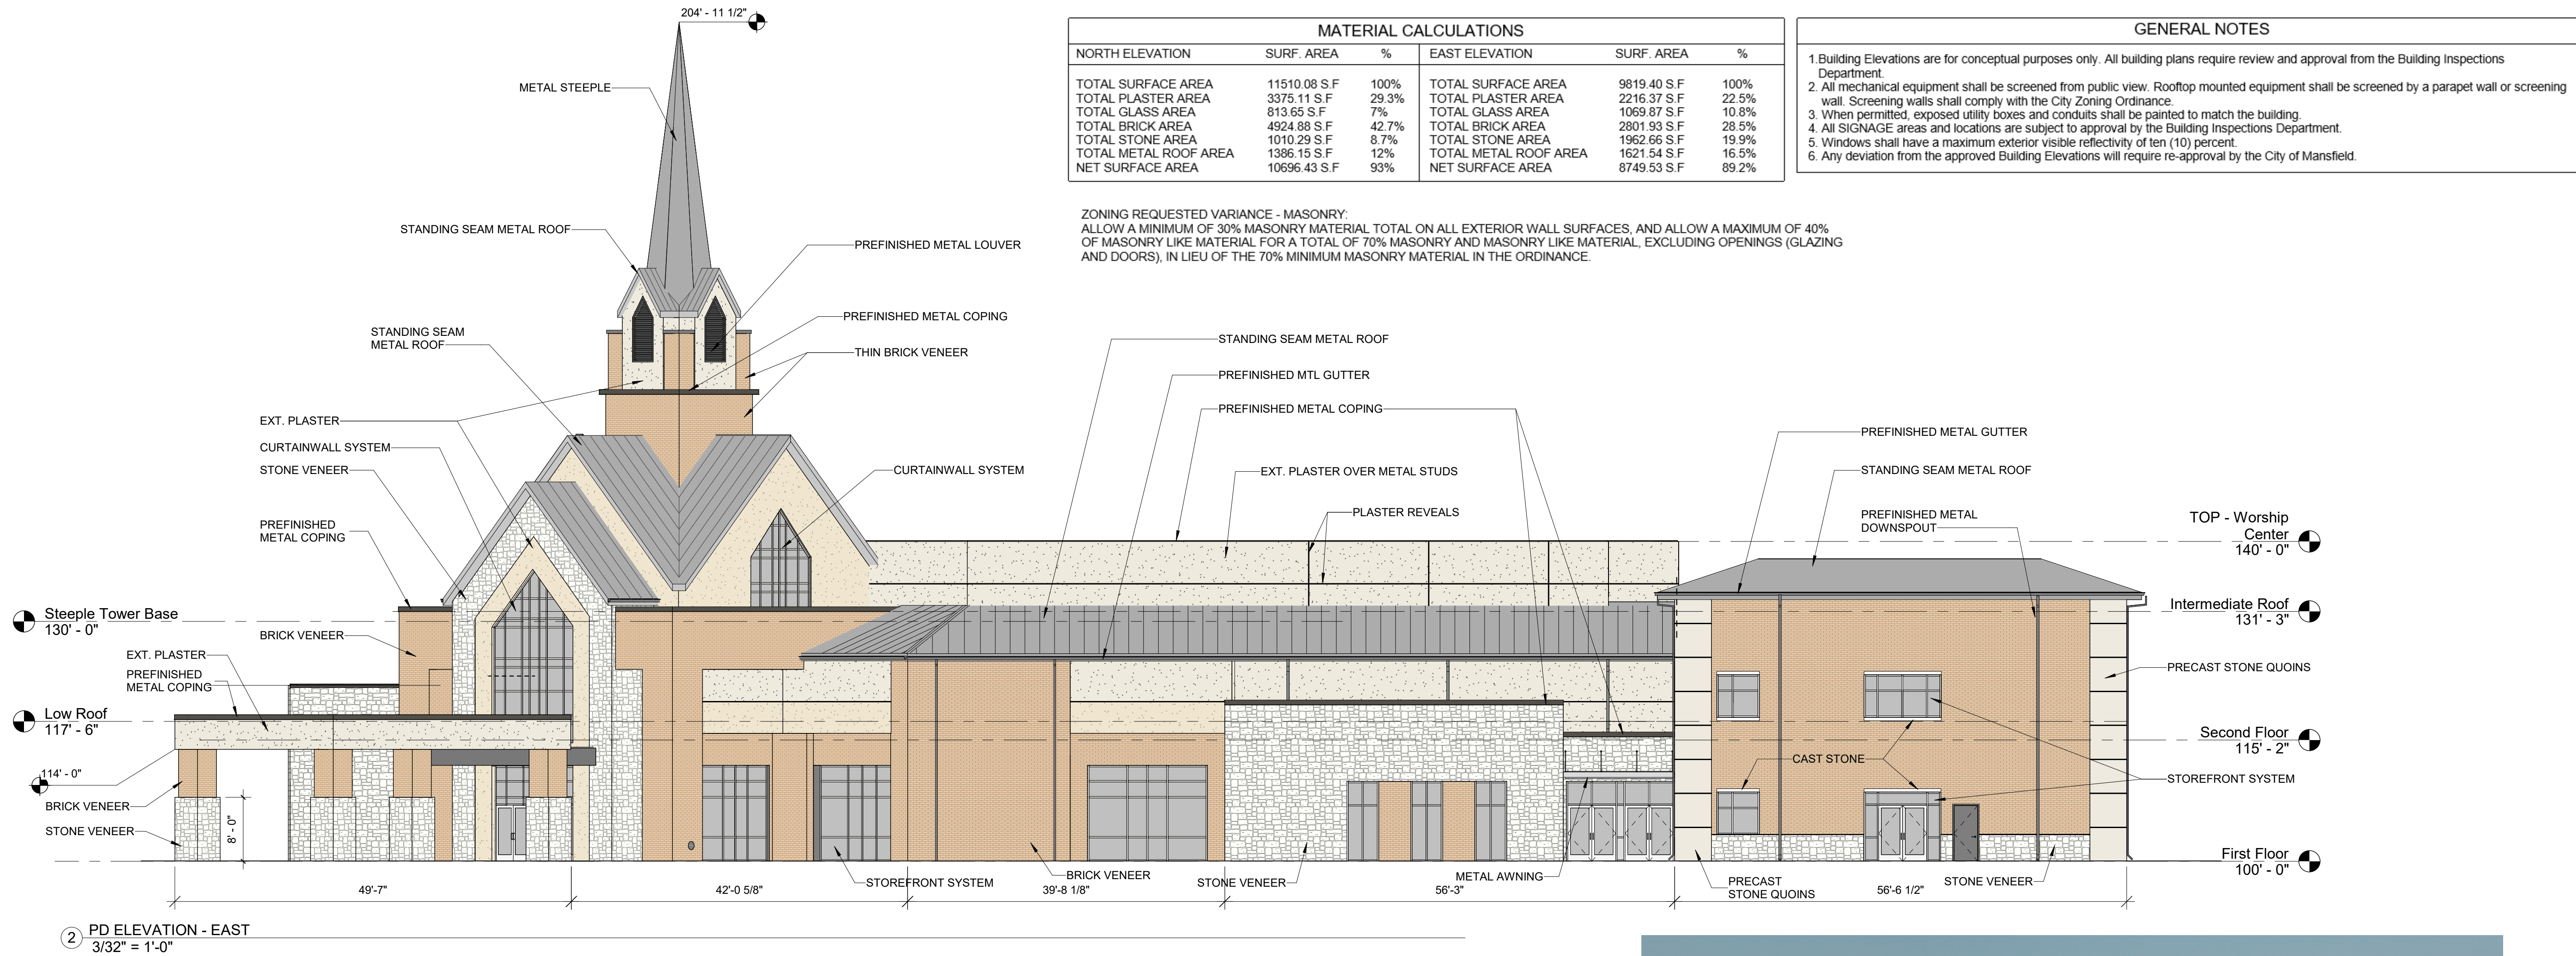 204' - 11 1/2"
METAL STEEPLE
STANDING SEAM METAL ROOF
PREFINISHED METAL LOUVER
PREFINISHED METAL COPING
STANDING SEAM
METAL ROOF
THIN BRICK VENEER
EXT. PLASTER
CURTAINWALL SYSTEM
STONE VENEER
CURTAINWALL SYSTEM
PREFINISHED
METAL COPING
Steeple Tower Base
130' - 0"
BRICK VENEER
EXT. PLASTER
PREFINISHED
METAL COPING
Low Roof
117' - 6"
114' - 0"
BRICK VENEER
STONE VENEER
8' - 0"
MATERIAL CALCULATIONS
NORTH ELEVATION SURF. AREA % EAST ELEVATION SURF. AREA %
TOTAL SURFACE AREA 11510.08 S.F 100% TOTAL SURFACE AREA 9819.40 S.F 100%
TOTAL PLASTER AREA 3375.11 S.F 29.3% TOTAL PLASTER AREA 2216.37 S.F 22.5%
TOTAL GLASS AREA 813.65 S.F 7% TOTAL GLASS AREA 1069.87 S.F 10.8%
TOTAL BRICK AREA 4924.88 S.F 42.7% TOTAL BRICK AREA 2801.93 S.F 28.5%
TOTAL STONE AREA 1010.29 S.F 8.7% TOTAL STONE AREA 1962.66 S.F 19.9%
TOTAL METAL ROOF AREA 1386.15 S.F 12% TOTAL METAL ROOF AREA 1621.54 S.F 16.5%
NET SURFACE AREA 10696.43 S.F 93% NET SURFACE AREA 8749.53 S.F 89.2%
GENERAL NOTES
1.Building Elevations are for conceptual purposes only. All building plans require review and approval from the Building Inspections
Department.
2. All mechanical equipment shall be screened from public view. Rooftop mounted equipment shall be screened by a parapet wall or screening
wall. Screening walls shall comply with the City Zoning Ordinance.
3. When permitted, exposed utility boxes and conduits shall be painted to match the building.
4. All SIGNAGE areas and locations are subject to approval by the Building Inspections Department.
5. Windows shall have a maximum exterior visible reflectivity of ten (10) percent.
6. Any deviation from the approved Building Elevations will require re-approval by the City of Mansfield.
ZONING REQUESTED VARIANCE - MASONRY:
ALLOW A MINIMUM OF 30% MASONRY MATERIAL TOTAL ON ALL EXTERIOR WALL SURFACES, AND ALLOW A MAXIMUM OF 40%
OF MASONRY LIKE MATERIAL FOR A TOTAL OF 70% MASONRY AND MASONRY LIKE MATERIAL, EXCLUDING OPENINGS (GLAZING
AND DOORS), IN LIEU OF THE 70% MINIMUM MASONRY MATERIAL IN THE ORDINANCE.
STANDING SEAM METAL ROOF
PREFINISHED MTL GUTTER
PREFINISHED METAL COPING
EXT. PLASTER OVER METAL STUDS
PLASTER REVEALS
PREFINISHED METAL GUTTER
STANDING SEAM METAL ROOF
PREFINISHED METAL
DOWNSPOUT
TOP - Worship
Center
140' - 0"
Intermediate Roof
131' - 3"
PRECAST STONE QUOINS
Second Floor
115' - 2"
CAST STONE
STOREFRONT SYSTEM
First Floor
100' - 0"
STOREFRONT SYSTEM
BRICK VENEER
STONE VENEER
METAL AWNING
PRECAST
STONE QUOINS
STONE VENEER
49'-7"
42'-0 5/8"
39'-8 1/8"
56'-3"
56'-6 1/2"
2 PD ELEVATION - EAST
3/32" = 1'-0"